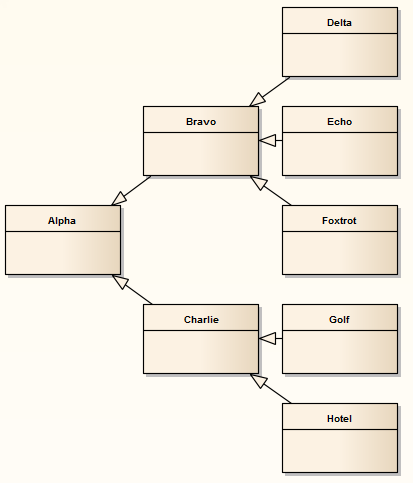 Delta
Bravo
Echo
Alpha
Foxtrot
Charlie
Golf
Hotel